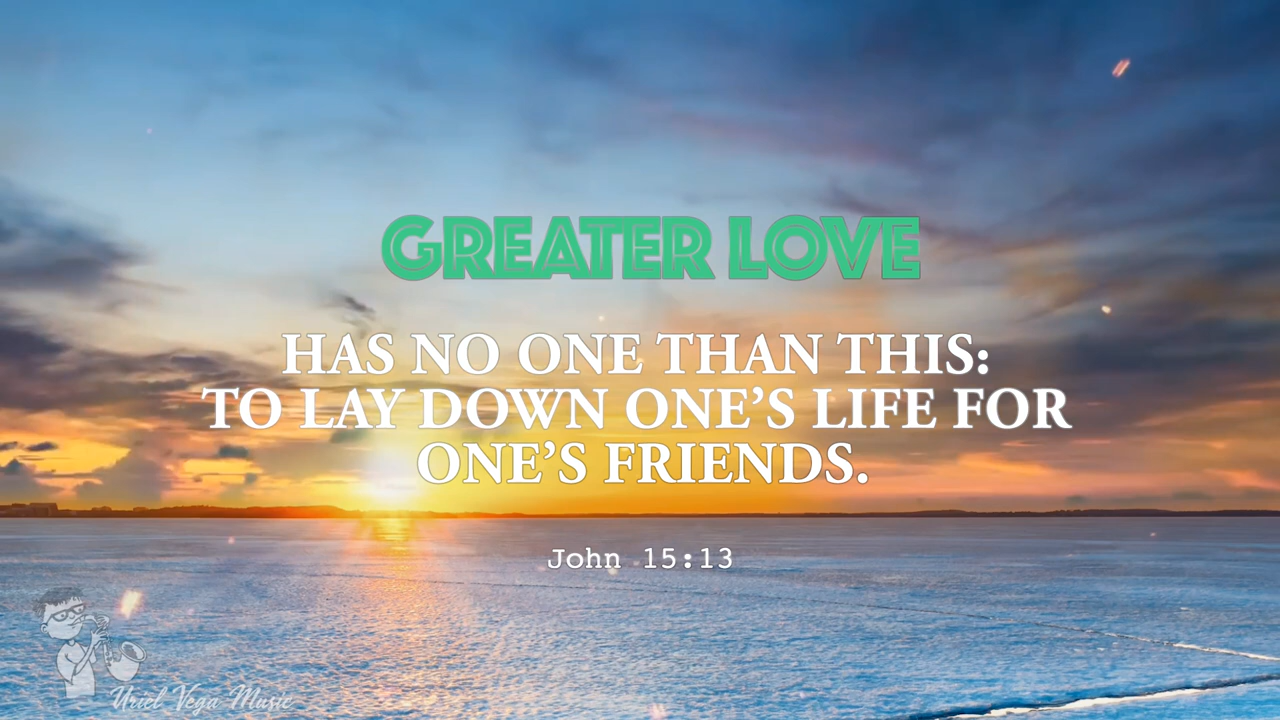 GREATER LOVE
HAS NO ONE THAN THIS:
TO LAY DOWN ONE’S LIFE FOR
ONE’S FRIENDS.
John 15:13
Uriel Vega Music